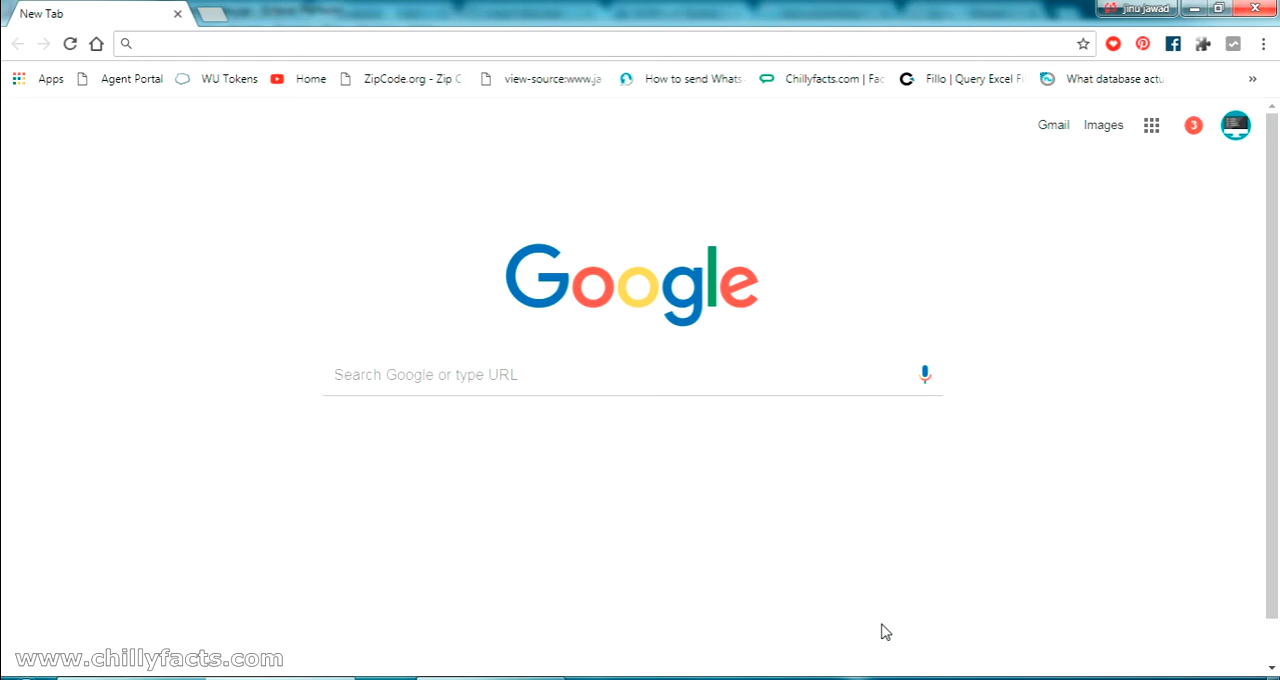 New Tab
jinu jawad
Apps Agent Portal WU Tokens Home ZipCode.org - Zip C view-source:www.ja How to send Whats Chillyfacts.com | Fac Fillo | Query Excel Fi What database actu »
Gmail Images 3
Google
Search Google or type URL
www.chillyfacts.com